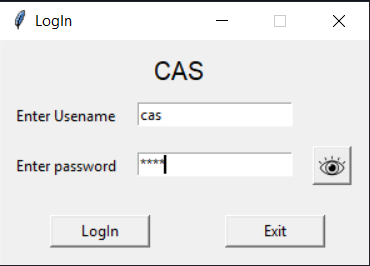 LogIn
CAS
Enter Usename cas
Enter password ****
LogIn Exit